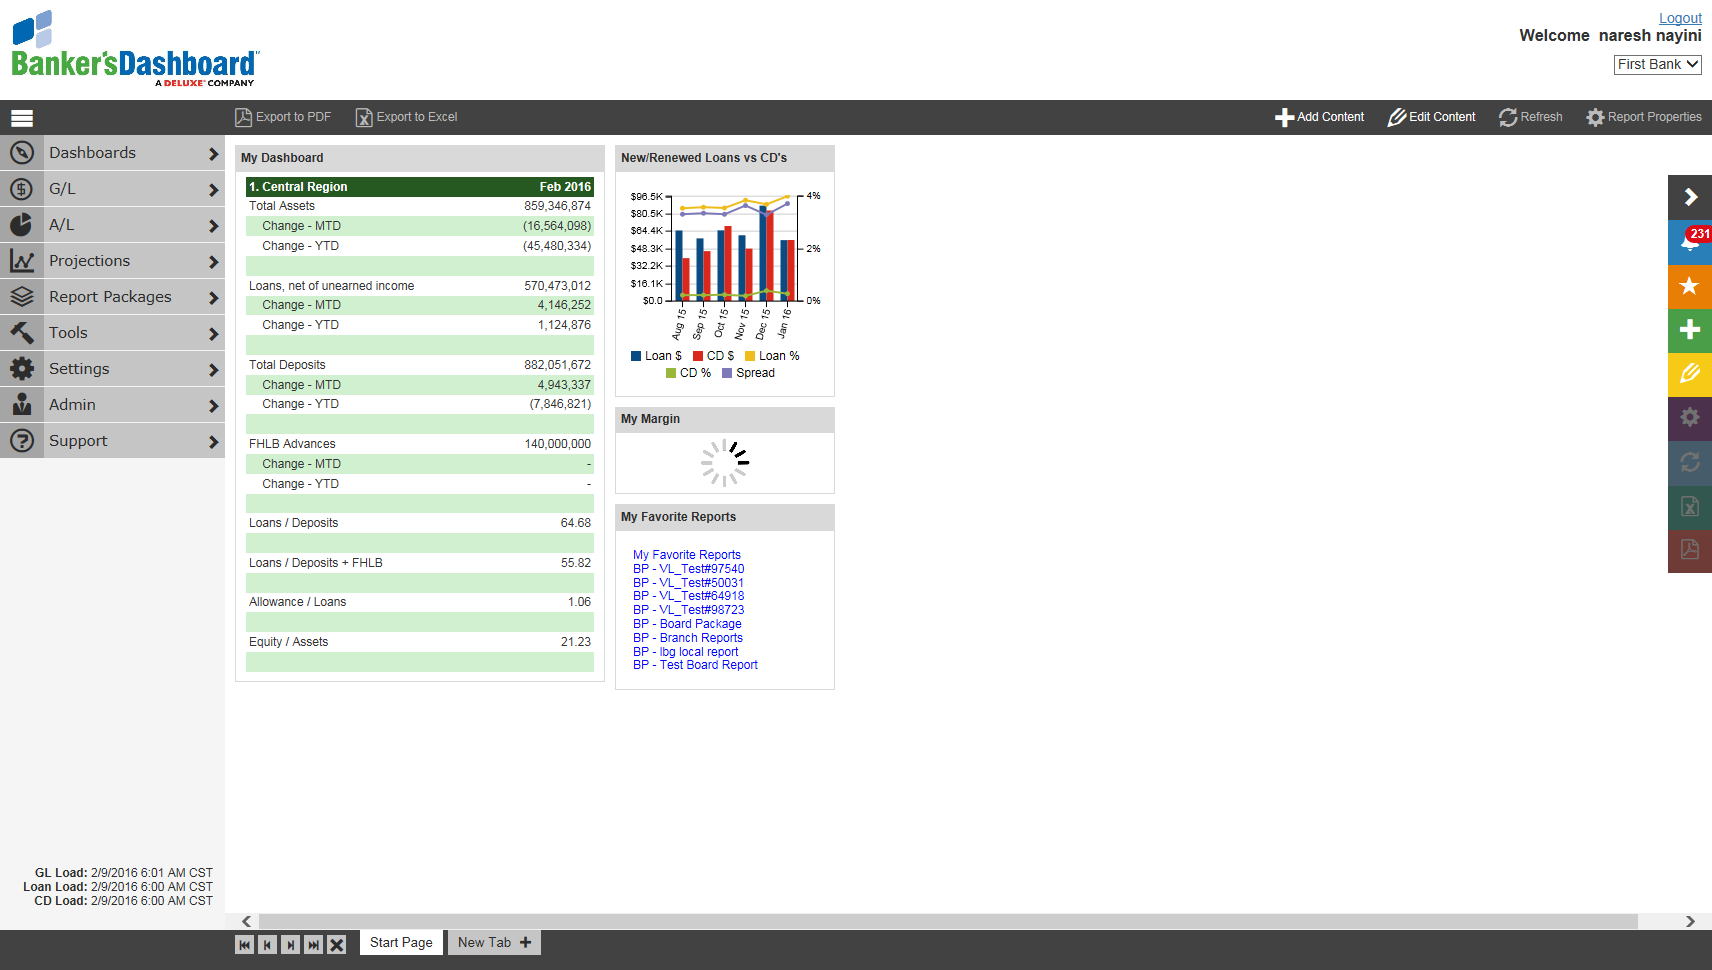 Logout
Welcome naresh nayini
First Bank
Banker'sDashboard
A DELUXE COMPANY
Export to PDF
Export to Excel
Add Content
Edit Content
Refresh
Report Properties
Dashboards
G/L
A/L
Projections
Report Packages
Tools
Settings
Admin
Support
My Dashboard
1. Central Region Feb 2016
Total Assets 859,346,874
Change - MTD (16,564,098)
Change - YTD (45,480,334)
Loans, net of unearned income 570,473,012
Change - MTD 4,146,252
Change - YTD 1,124,876
Total Deposits 882,051,672
Change - MTD 4,943,337
Change - YTD (7,846,821)
FHLB Advances 140,000,000
Change - MTD -
Change - YTD -
Loans / Deposits 64.68
Loans / Deposits + FHLB 55.82
Allowance / Loans 1.06
Equity / Assets 21.23
New/Renewed Loans vs CD's
$96.5K
$80.5K
$64.4K
$48.3K
$32.2K
$16.1K
$0.0
4%
2%
0%
Aug 15
Sep 15
Oct 15
Nov 15
Dec 15
Jan 16
Loan $ CD $ Loan %
CD % Spread
My Margin
My Favorite Reports
My Favorite Reports
BP - VL_Test#97540
BP - VL_Test#50031
BP - VL_Test#64918
BP - VL_Test#98723
BP - Board Package
BP - Branch Reports
BP - lbg local report
BP - Test Board Report
231
GL Load: 2/9/2016 6:01 AM CST
Loan Load: 2/9/2016 6:00 AM CST
CD Load: 2/9/2016 6:00 AM CST
Start Page
New Tab